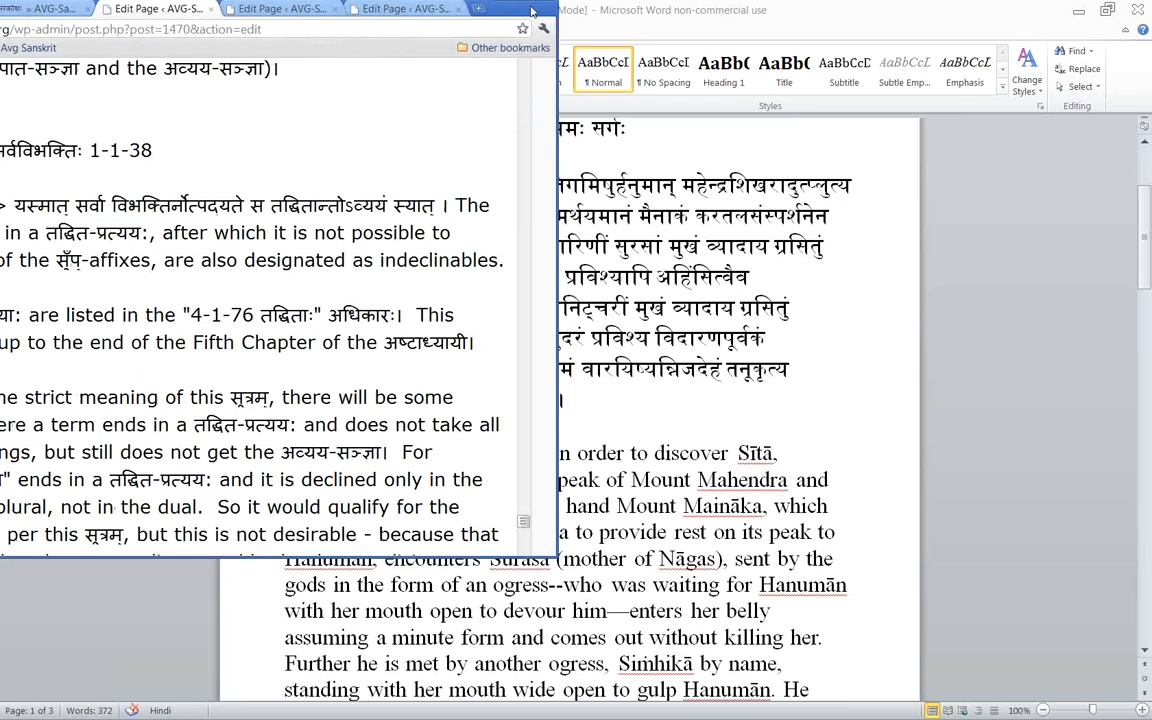 » AVG-Sa...
Edit Page ‹ AVG-S...
Edit Page ‹ AVG-S...
Edit Page ‹ AVG-S...
Mode] - Microsoft Word non-commercial use
rg/wp-admin/post.php?post=1470&action=edit
Avg Sanskrit
Other bookmarks
AaBbCcI AaBbCcI AaBb( AaBb( AaBbCcI AaBbCcL AaBbCcL
¶ Normal ¶ No Spacing Heading 1 Title Subtitle Subtle Emp... Emphasis
Change
Styles
Find
Replace
Select
Styles
Editing
पात-सञ्ज्ञा and the अव्यय-सञ्ज्ञा)।
सर्वविभक्तिः 1-1-38
> यस्मात् सर्वा विभक्तिर्नोत्पदयते स तद्धितान्तोऽव्ययं स्यात् । The
in a तद्धित-प्रत्यय:, after which it is not possible to
of the सुँप्-affixes, are also designated as indeclinables.
या: are listed in the "4-1-76 तद्धिताः" अधिकारः। This
up to the end of the Fifth Chapter of the अष्टाध्यायी।
he strict meaning of this सूत्रम्, there will be some
ere a term ends in a तद्धित-प्रत्यय: and does not take all
ngs, but still does not get the अव्यय-सञ्ज्ञा। For
" ends in a तद्धित-प्रत्यय: and it is declined only in the
plural, not in the dual. So it would qualify for the
per this सूत्रम्, but this is not desirable - because that
मः सर्गः
जगमिषुर्हनुमान् महेन्द्रशिखरादुत्प्लुत्य
मर्थयमानं मैनाकं करतलसंस्पर्शनेन
कारिणीं सुरसां मुखं व्यादाय ग्रसितुं
प्रविश्यापि अहिंसित्वैव
मुखं व्यादाय ग्रसितुं
दरं प्रविश्य विदारणपूर्वकं
मं वारयिष्यन्निजदेहं तनूकृत्य
।
n order to discover Sītā,
peak of Mount Mahendra and
hand Mount Maināka, which
a to provide rest on its peak to
Hanumān, encounters Surasā (mother of Nāgas), sent by the
gods in the form of an ogress--who was waiting for Hanumān
with her mouth open to devour him—enters her belly
assuming a minute form and comes out without killing her.
Further he is met by another ogress, Siṁhikā by name,
standing with her mouth wide open to gulp Hanumān. He
Page: 1 of 3 Words: 372 Hindi 100%